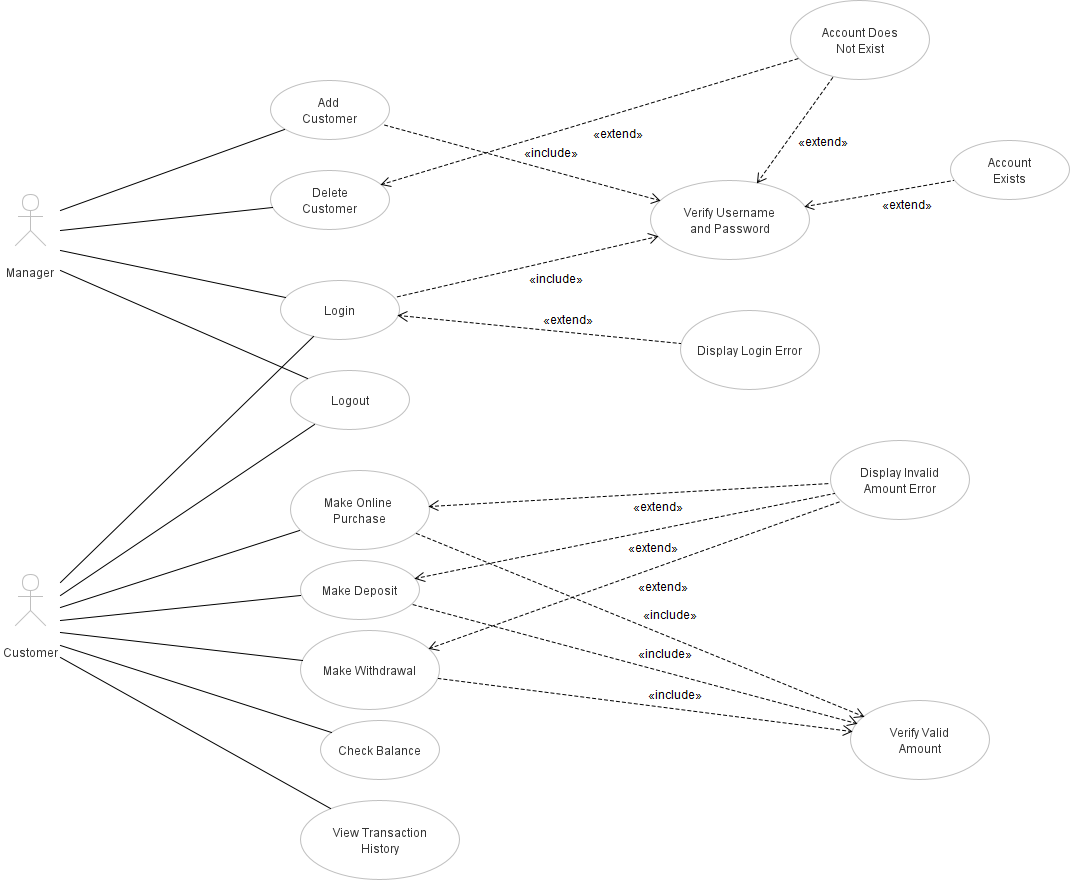 Account Does
Not Exist
Add
Customer
«extend»
«include»
«extend»
Account
Exists
Delete
Customer
«extend»
Verify Username
and Password
Manager
«include»
Login
«extend»
Display Login Error
Logout
Display Invalid
Amount Error
Make Online
Purchase
«extend»
«extend»
Make Deposit
«extend»
«include»
Customer
«include»
Make Withdrawal
«include»
Verify Valid
Amount
Check Balance
View Transaction
History